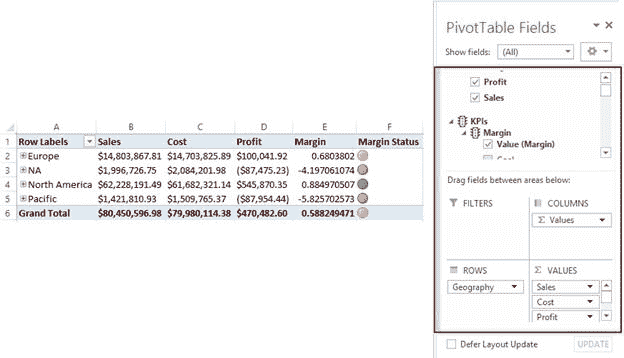 PivotTable Fields
Show fields: (All)
Profit
Sales
KPIs
Margin
Value (Margin)
Drag fields between areas below:
FILTERS COLUMNS
Σ Values
ROWS Σ VALUES
Geography Sales
Cost
Profit
Defer Layout Update UPDATE
A B C D E F
1 Row Labels Sales Cost Profit Margin Margin Status
2 Europe $14,803,867.81 $14,703,825.89 $100,041.92 0.6803802
3 NA $1,996,726.75 $2,084,201.98 ($87,475.23) -4.197061074
4 North America $62,228,191.49 $61,682,321.14 $545,870.35 0.884970507
5 Pacific $1,421,810.93 $1,509,765.37 ($87,954.44) -5.825702573
6 Grand Total $80,450,596.98 $79,980,114.38 $470,482.60 0.588249471